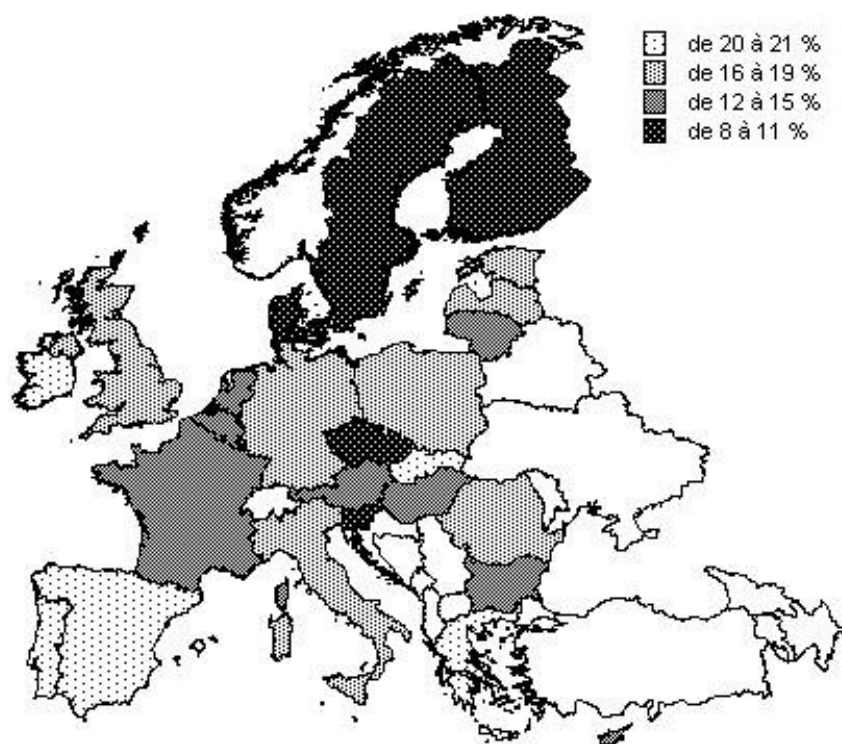 de 20 à 21 %
de 16 à 19 %
de 12 à 15 %
de 8 à 11 %